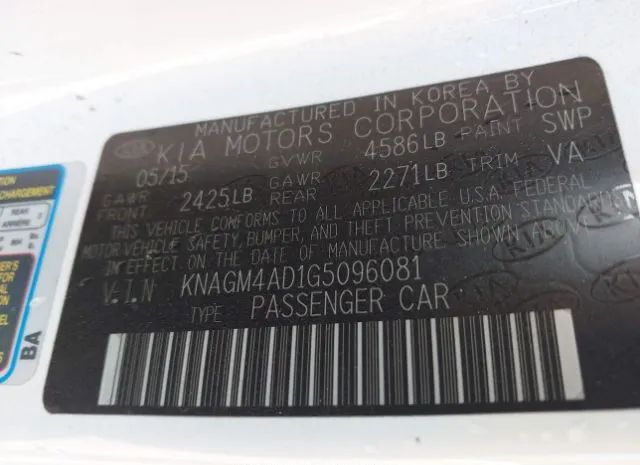 MANUFACTURED IN KOREA BY
KIA KIA MOTORS CORPORATION
05/15 GVWR 4586LB PAINT SWP
GAWR FRONT 2425LB GAWR REAR 2271LB TRIM VA
THIS VEHICLE CONFORMS TO ALL APPLICABLE U.S.A. FEDERAL
MOTOR VEHICLE SAFETY, BUMPER, AND THEFT PREVENTION
STANDARDS IN EFFECT ON THE DATE OF MANUFACTURE SHOWN ABOVE
V.I.N KNAGM4AD1G5096081
TYPE PASSENGER CAR
REAR
BA